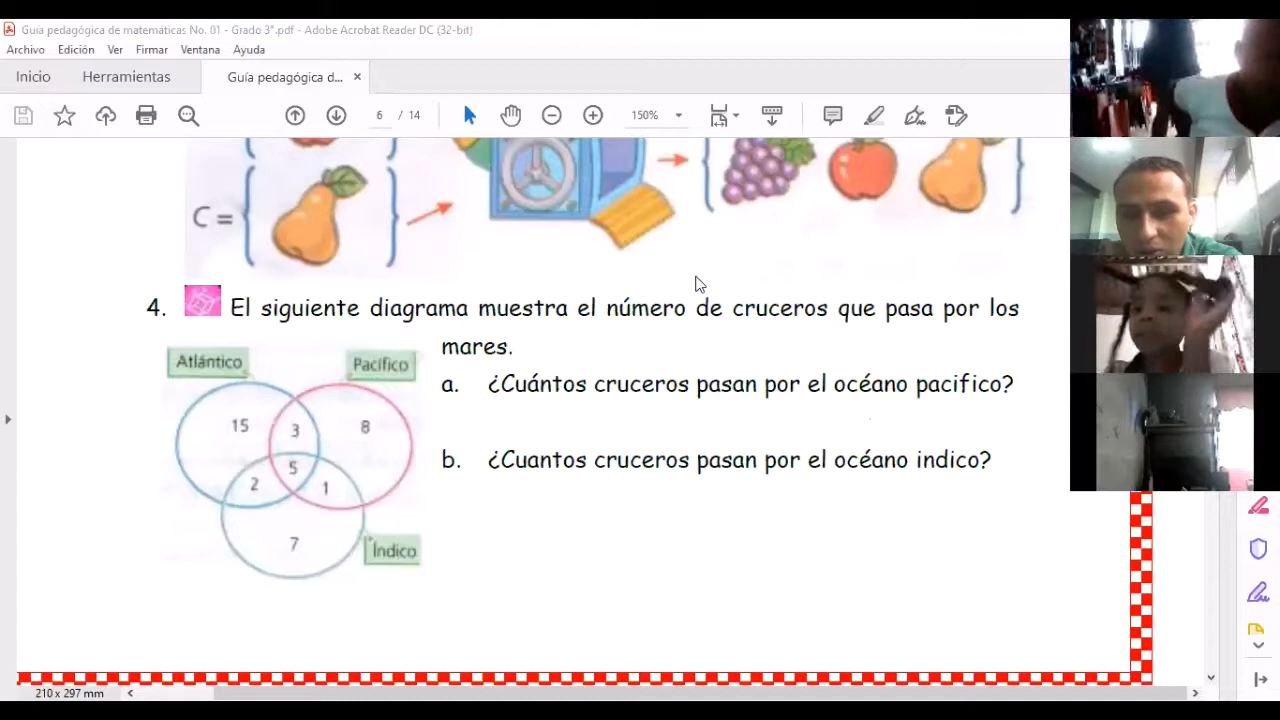 Guía pedagógica de matemáticas No. 01 - Grado 3°.pdf - Adobe Acrobat Reader DC (32-bit)
Archivo Edición Ver Firmar Ventana Ayuda
Inicio Herramientas Guía pedagógica d... ×
6 / 14 150%
C =
4. El siguiente diagrama muestra el número de cruceros que pasa por los
mares.
Atlántico Pacífico
a. ¿Cuántos cruceros pasan por el océano pacifico?
15 3 8
b. ¿Cuantos cruceros pasan por el océano indico?
5
2 1
7
Índico
210 x 297 mm